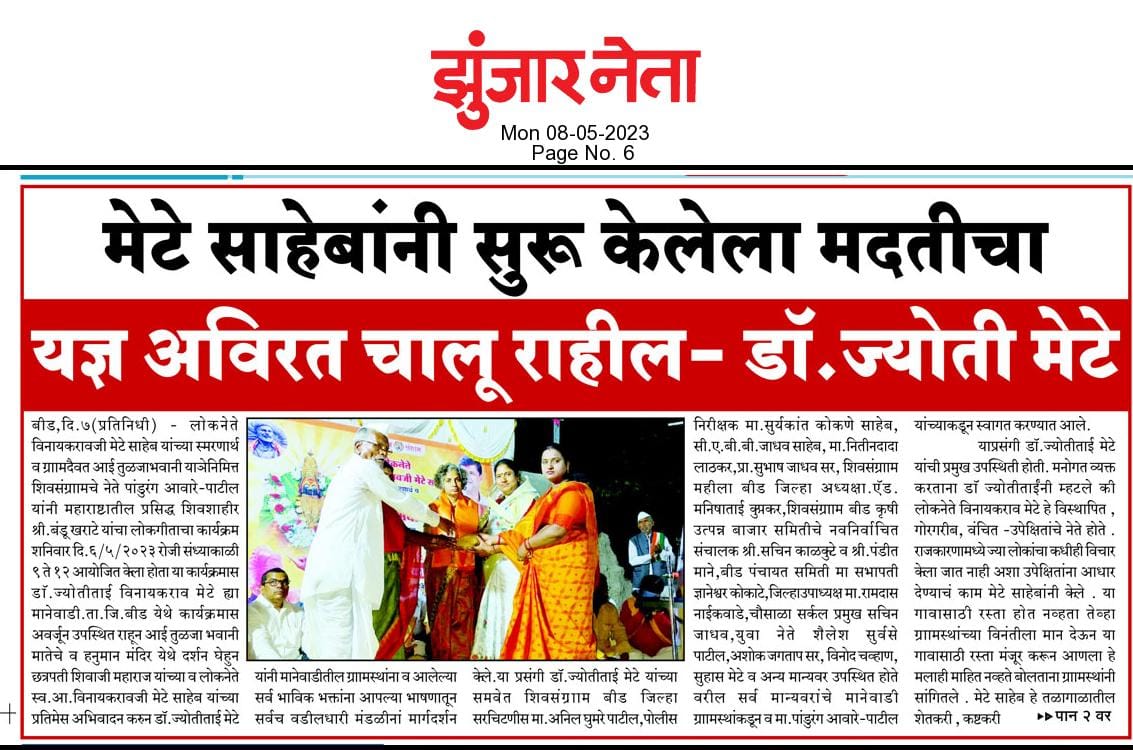 झुंजार नेता
Mon 08-05-2023
Page No. 6
मेटे साहेबांनी सुरू केलेला मदतीचा
यज्ञ अविरत चालू राहील- डॉ.ज्योती मेटे
बीड,दि.७(प्रतिनिधी) - लोकनेते
विनायकरावजी मेटे साहेब यांच्या स्मरणार्थ
व ग्राामदैवत आई तुळजाभवानी याञेनिमित्त
शिवसंग्राामचे नेते पांडुरंग आवारे-पाटील
यांनी महाराष्टातील प्रसिद्ध शिवशाहीर
श्री.बंडू खराटे यांचा लोकगीताचा कार्यक्रम
शनिवार दि.६/५/२०२३ रोजी संध्याकाळी
९ ते १२ आयोजित केला होता या कार्यक्रमास
डॉ.ज्योतीताई विनायकराव मेटे ह्या
मानेवाडी.ता.जि.बीड येथे कार्यक्रमास
अवर्जून उपस्थित राहून आई तुळजा भवानी
मातेचे व हनुमान मंदिर येथे दर्शन घेहुन
छत्रपती शिवाजी महाराज यांच्या व लोकनेते
स्व.आ.विनायकरावजी मेटे साहेब यांच्या
प्रतिमेस अभिवादन करुन डॉ.ज्योतीताई मेटे
लोकनेते
यांनी मानेवाडीतील ग्राामस्थांना व आलेल्या
सर्व भाविक भक्तांना आपल्या भाषणातून
सर्वच वडीलधारी मंडळीनां मार्गदर्शन
केले.या प्रसंगी डॉ.ज्योतीताई मेटे यांच्या
समवेत शिवसंग्रााम बीड जिल्हा
सरचिटणीस मा.अनिल घुमरे पाटील,पोलीस
निरीक्षक मा.सुर्यकांत कोकणे साहेब,
सी.ए.बी.बी.जाधव साहेब, मा.नितीनदादा
लाठकर,प्रा.सुभाष जाधव सर, शिवसंग्रााम
महीला बीड जिल्हा अध्यक्षा.ऍड.
मनिषाताई कुप्रकर,शिवसंग्रााम बीड कृषी
उत्पन्न बाजार समितीचे नवनिर्वाचित
संचालक श्री.सचिन काळकुटे व श्री.पंडीत
माने,बीड पंचायत समिती मा सभापती
ज्ञानेश्वर कोकाटे,जिल्हाउपाध्यक्ष मा.रामदास
नाईकवाडे,चौसाळा सर्कल प्रमुख सचिन
जाधव,युवा नेते शैलेश सुर्वसे
पाटील,अशोक जगताप सर, विनोद चव्हाण,
सुहास मेटे व अन्य मान्यवर उपस्थित होते
वरील सर्व मान्यवरांचे मानेवाडी
ग्राामस्थांकडून व मा.पांडुरंग आवारे-पाटील
यांच्याकडून स्वागत करण्यात आले.
याप्रसंगी डॉ.ज्योतीताई मेटे
यांची प्रमुख उपस्थिती होती. मनोगत व्यक्त
करताना डॉ ज्योतीताईंनी म्हटले की
लोकनेते विनायकराव मेटे हे विस्थापित ,
गोरगरीब, वंचित -उपेक्षितांचे नेते होते .
राजकारणामध्ये ज्या लोकांचा कधीही विचार
केला जात नाही अशा उपेक्षितांना आधार
देण्याचं काम मेटे साहेबांनी केले . या
गावासाठी रस्ता होत नव्हता तेव्हा
ग्राामस्थांच्या विनंतीला मान देऊन या
गावासाठी रस्ता मंजूर करून आणला हे
मलाही माहित नव्हते बोलताना ग्राामस्थांनी
सांगितले . मेटे साहेब हे तळागाळातील
शेतकरी , कष्टकरी ▸▸पान २ वर